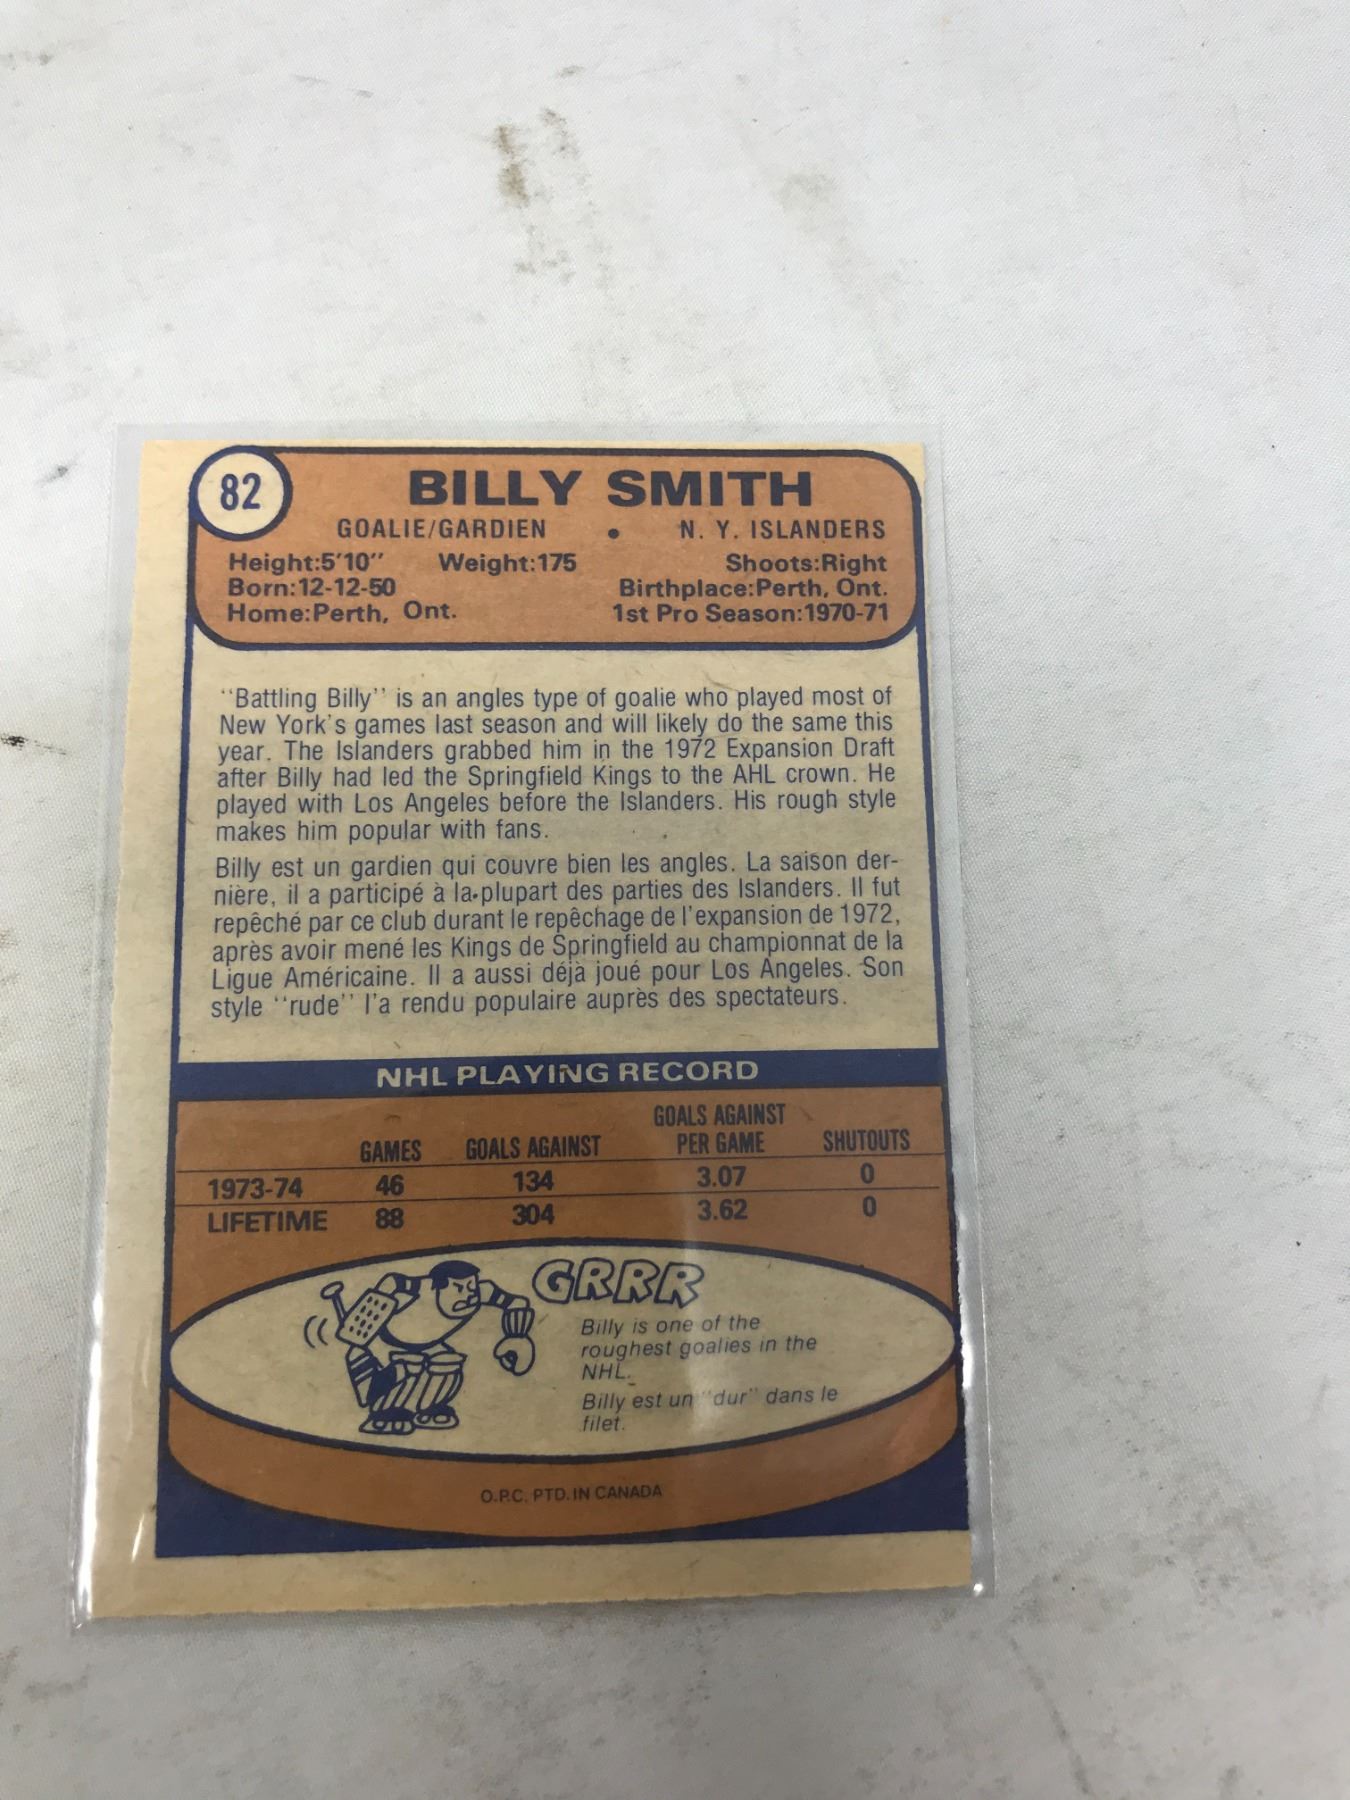 82
BILLY SMITH
GOALIE/GARDIEN • N. Y. ISLANDERS
Height:5'10" Weight:175 Shoots:Right
Born:12-12-50 Birthplace:Perth, Ont.
Home:Perth, Ont. 1st Pro Season:1970-71
"Battling Billy" is an angles type of goalie who played most of
New York's games last season and will likely do the same this
year. The Islanders grabbed him in the 1972 Expansion Draft
after Billy had led the Springfield Kings to the AHL crown. He
played with Los Angeles before the Islanders. His rough style
makes him popular with fans.
Billy est un gardien qui couvre bien les angles. La saison der-
nière, il a participé à la plupart des parties des Islanders. Il fut
repêché par ce club durant le repêchage de l'expansion de 1972,
après avoir mené les Kings de Springfield au championnat de la
Ligue Américaine. Il a aussi déjà joué pour Los Angeles. Son
style "rude" l'a rendu populaire auprès des spectateurs.
NHL PLAYING RECORD
GAMES GOALS AGAINST GOALS AGAINST PER GAME SHUTOUTS
1973-74 46 134 3.07 0
LIFETIME 88 304 3.62 0
GRRR
Billy is one of the
roughest goalies in the
NHL.
Billy est un "dur" dans le
filet.
O.P.C. PTD. IN CANADA